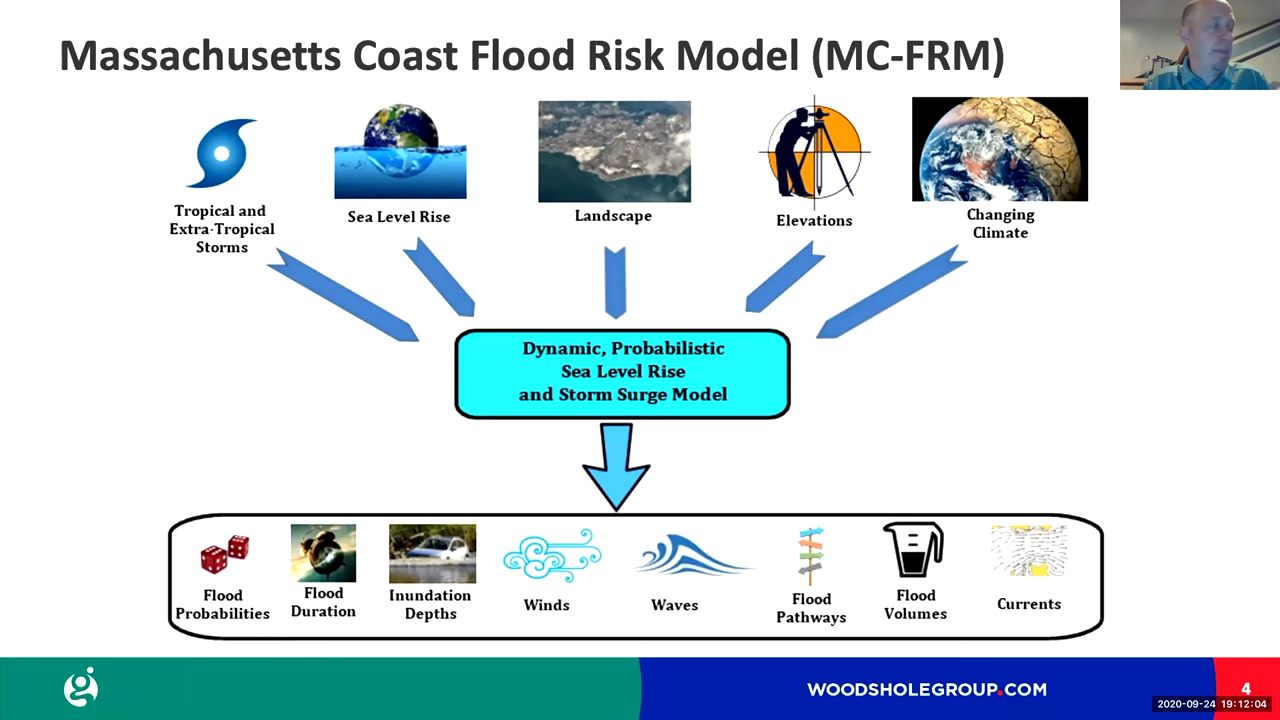 Massachusetts Coast Flood Risk Model (MC-FRM)
Tropical and
Extra-Tropical
Storms
Sea Level Rise
Landscape
Elevations
Changing
Climate
Dynamic, Probabilistic
Sea Level Rise
and Storm Surge Model
Flood
Probabilities
Flood
Duration
Inundation
Depths
Winds
Waves
Flood
Pathways
Flood
Volumes
Currents
WOODSHOLEGROUP.COM
4
2020-09-24 19:12:04